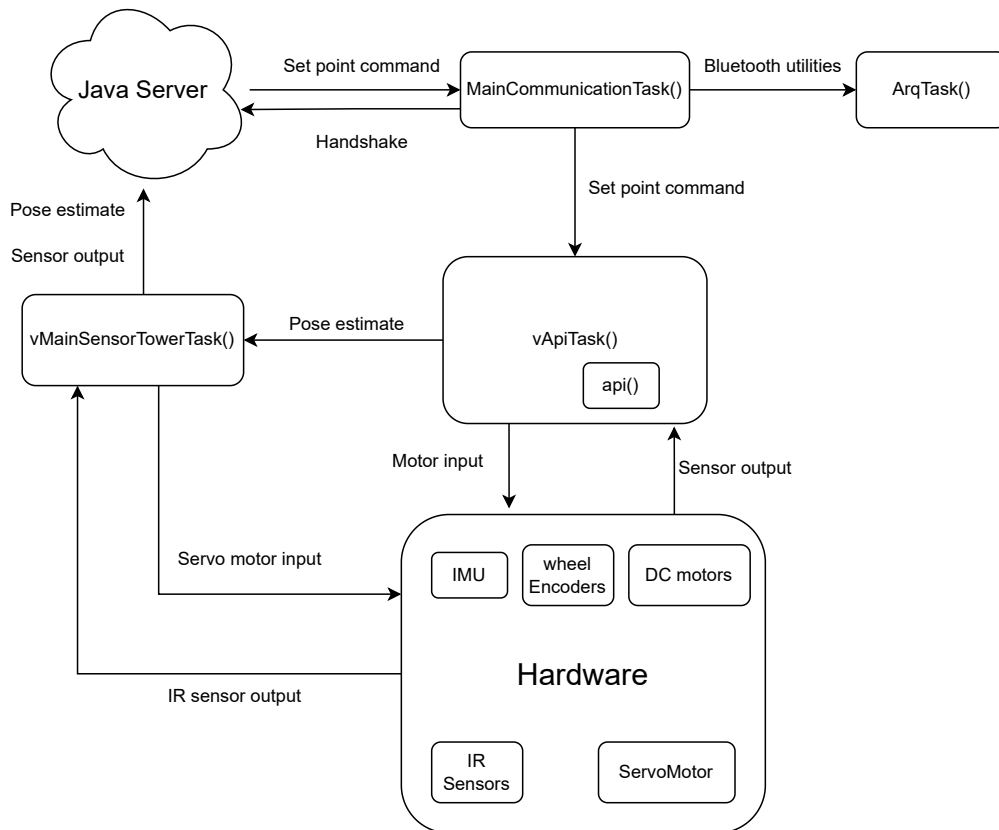 Java Server
Set point command
Handshake
MainCommunicationTask()
Bluetooth utilities
ArqTask()
Set point command
Pose estimate
Sensor output
vMainSensorTowerTask()
Pose estimate
vApiTask()
api()
Motor input
Sensor output
Servo motor input
IR sensor output
IMU
wheel
Encoders
DC motors
Hardware
IR
Sensors
ServoMotor